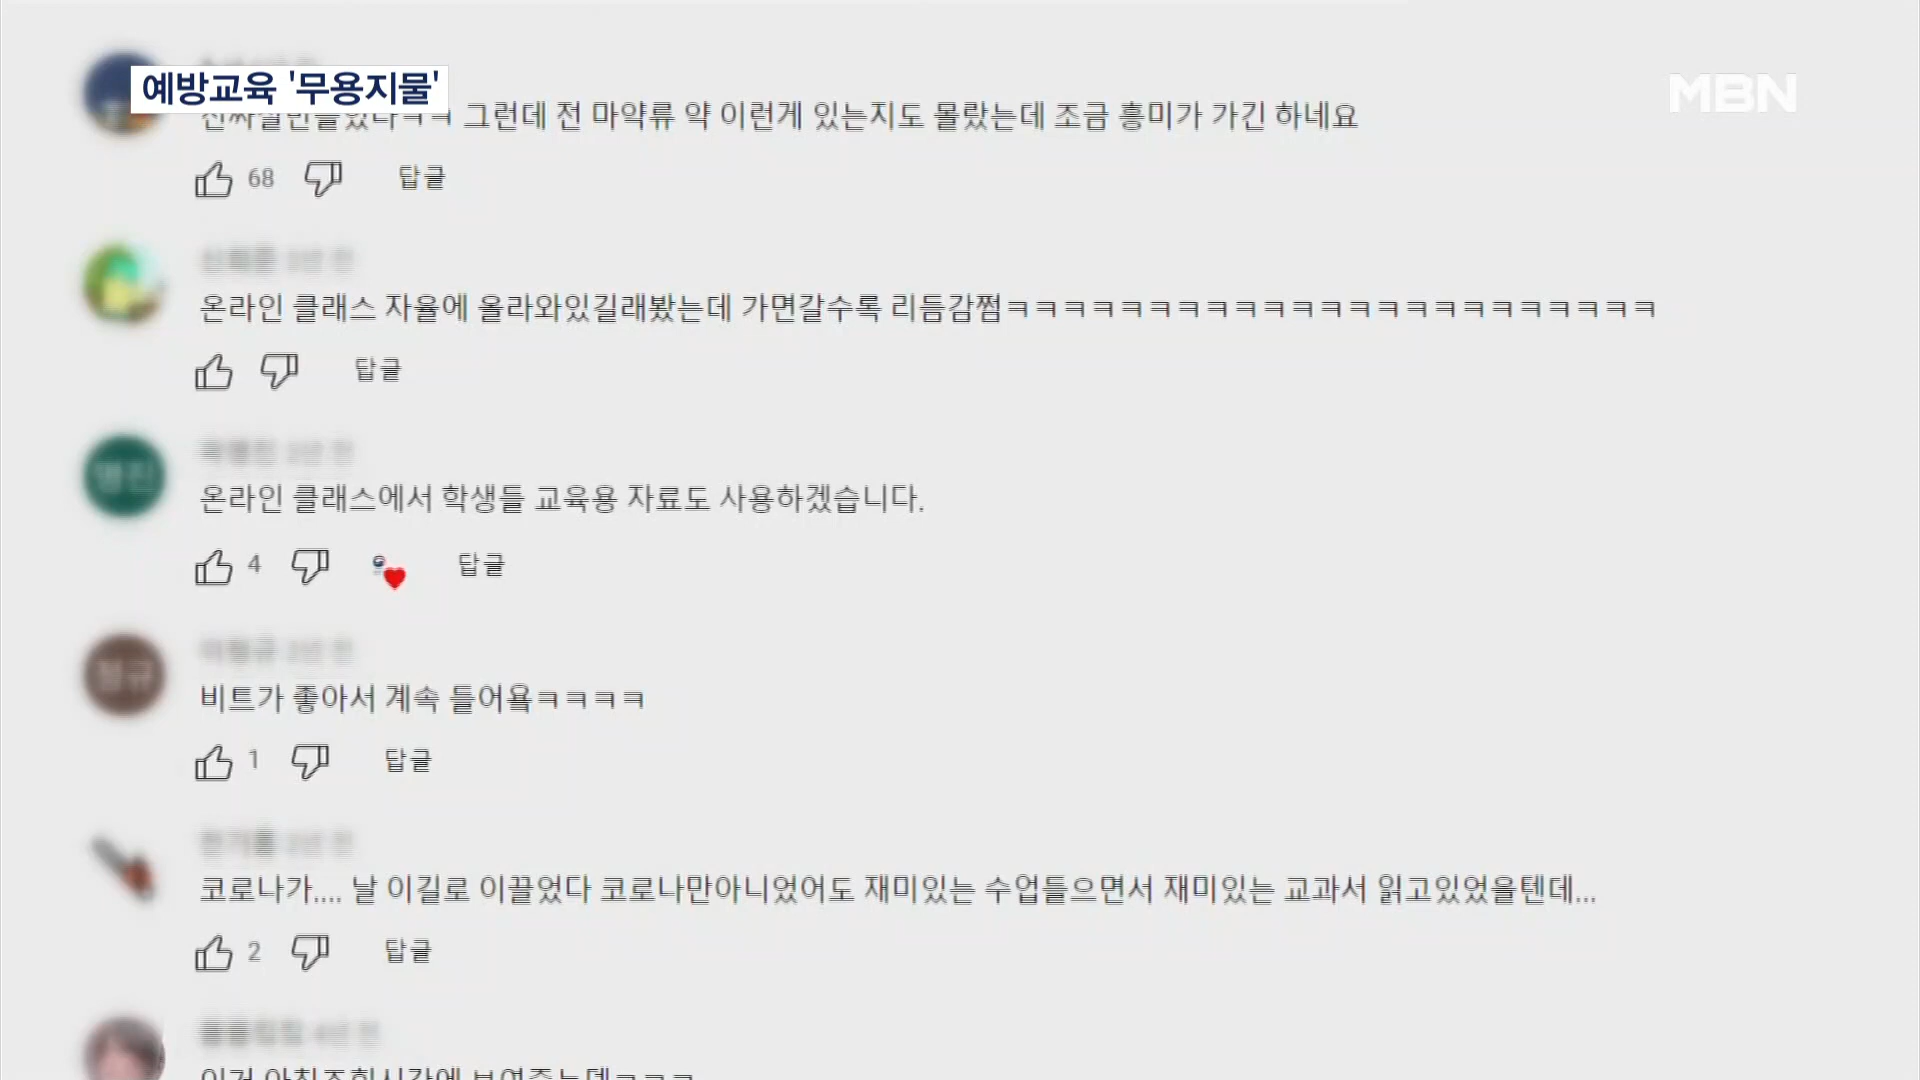 예방교육 '무용지물'
MBN
그런데 전 마약류 약 이런게 있는지도 몰랐는데 조금 흥미가 가긴 하네요
68 답글
온라인 클래스 자율에 올라와있길래봤는데 가면갈수록 리듬감쩜ㅋㅋㅋㅋㅋㅋㅋㅋㅋㅋㅋㅋㅋㅋㅋㅋㅋㅋㅋㅋㅋㅋㅋ
답글
온라인 클래스에서 학생들 교육용 자료도 사용하겠습니다.
4 답글
비트가 좋아서 계속 들어욬ㅋㅋㅋㅋ
1 답글
코로나가.... 날 이길로 이끌었다 코로나만아니었어도 재미있는 수업들으면서 재미있는 교과서 읽고있었을텐데...
2 답글